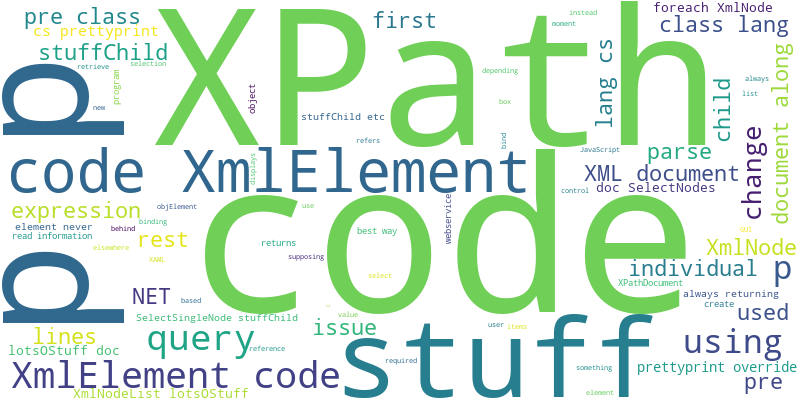 pre class
cs prettyprint
stuffChild
retrieve
selection
program
new
p
XPath
object
stuffChild etc
refers
first
instead
moment
depending
box
bind
foreach XmlNode
class lang
lang cs
child
always
list
document along
code XmlElement
displays
JavaScript
parse
XML document
doc SelectNodes
control
change
expression
objElement
use
element never
behind
binding
read information
elsewhere
XAML
rest
returns
supposing
best way
webservice
code
GUI
XmlNode
individual
p
p
XPathDocument
always returning
NET
based
select
create
SelectSingleNode stuffChild
value
user
items
used
lines
query
reference
issue
stuff
using
lotsOStuff doc
required
something
prettyprint override
XmlElement code
XmlNodeList lotsOStuff
element
pre